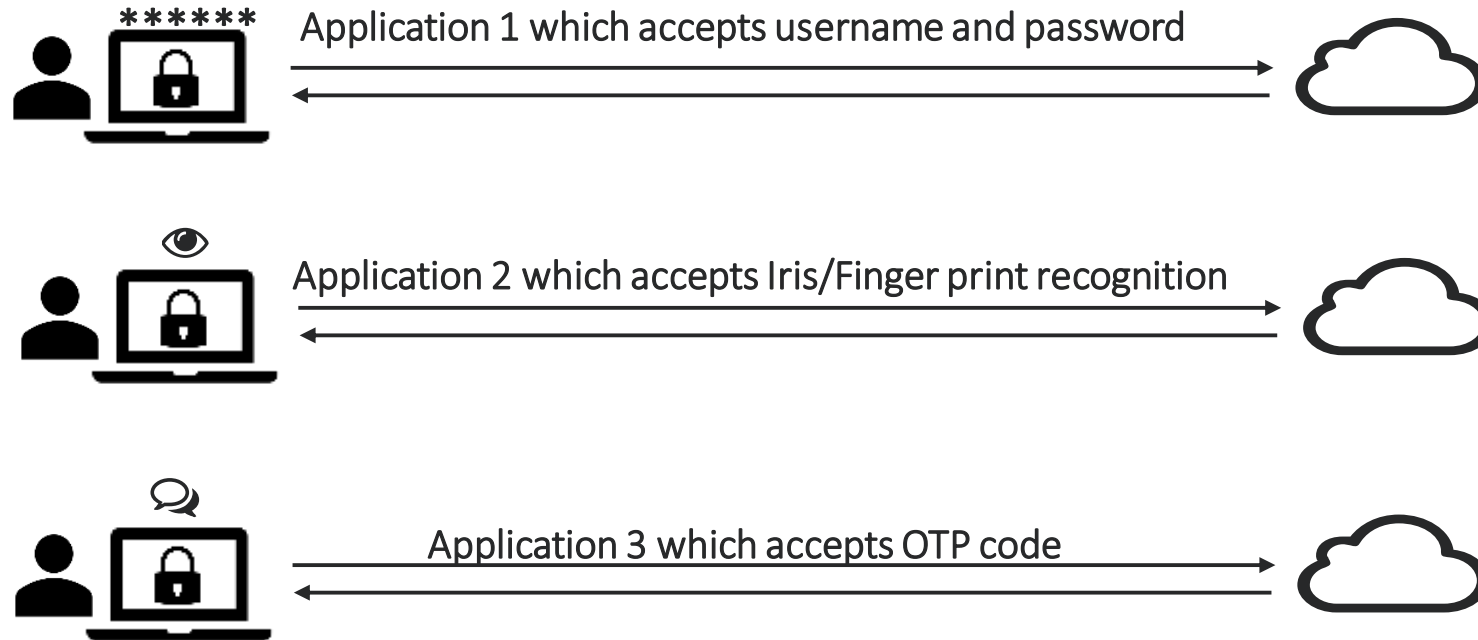 ******
Application 1 which accepts username and password
Application 2 which accepts Iris/Finger print recognition
Application 3 which accepts OTP code